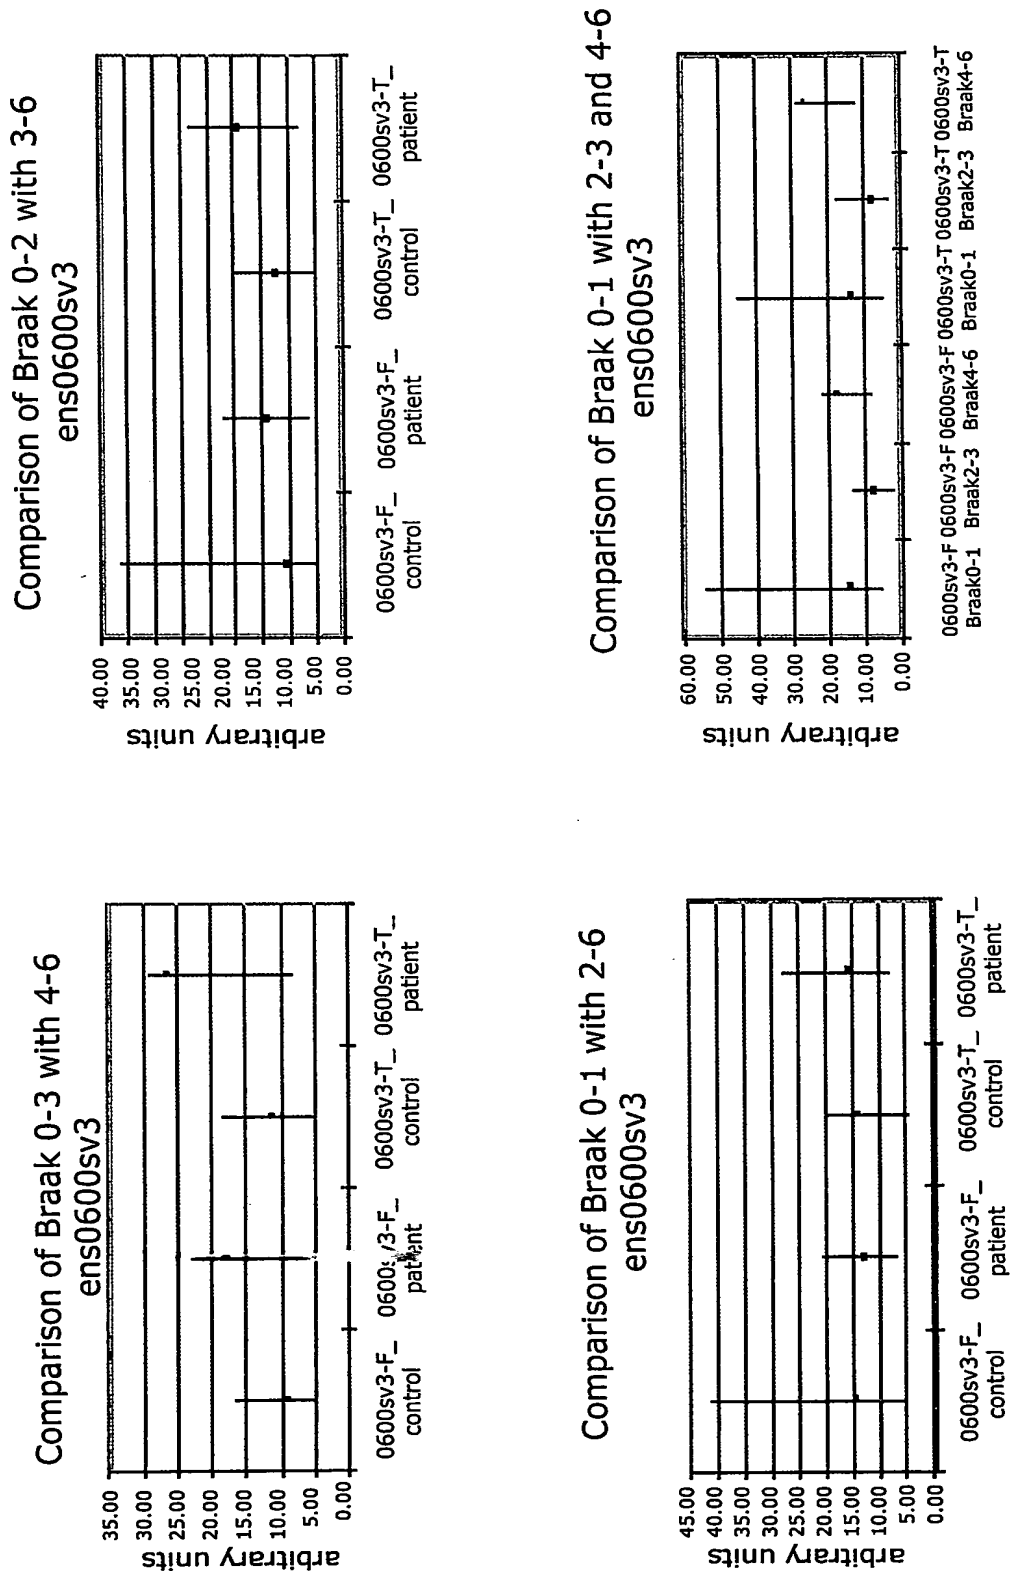 Comparison of Braak 0-3 with 4-6
ens0600sv3
arbitrary units
35.00
30.00
25.00
20.00
15.00
10.00
5.00
0.00
0600sv3-F_
control
patient
0600sv3-T_
control
0600sv3-T_
patient
Comparison of Braak 0-2 with 3-6
ens0600sv3
arbitrary units
40.00
35.00
30.00
25.00
20.00
15.00
10.00
5.00
0.00
0600sv3-F_
control
0600sv3-F_
patient
0600sv3-T_
control
0600sv3-T_
patient
Comparison of Braak 0-1 with 2-6
ens0600sv3
arbitrary units
45.00
40.00
35.00
30.00
25.00
20.00
15.00
10.00
5.00
0.00
0600sv3-F_
control
0600sv3-F_
patient
0600sv3-T_
control
0600sv3-T_
patient
Comparison of Braak 0-1 with 2-3 and 4-6
ens0600sv3
arbitrary units
60.00
50.00
40.00
30.00
20.00
10.00
0.00
0600sv3-F 0600sv3-F 0600sv3-F 0600sv3-T 0600sv3-T 0600sv3-T
Braak0-1 Braak2-3 Braak4-6 Braak0-1 Braak2-3 Braak4-6